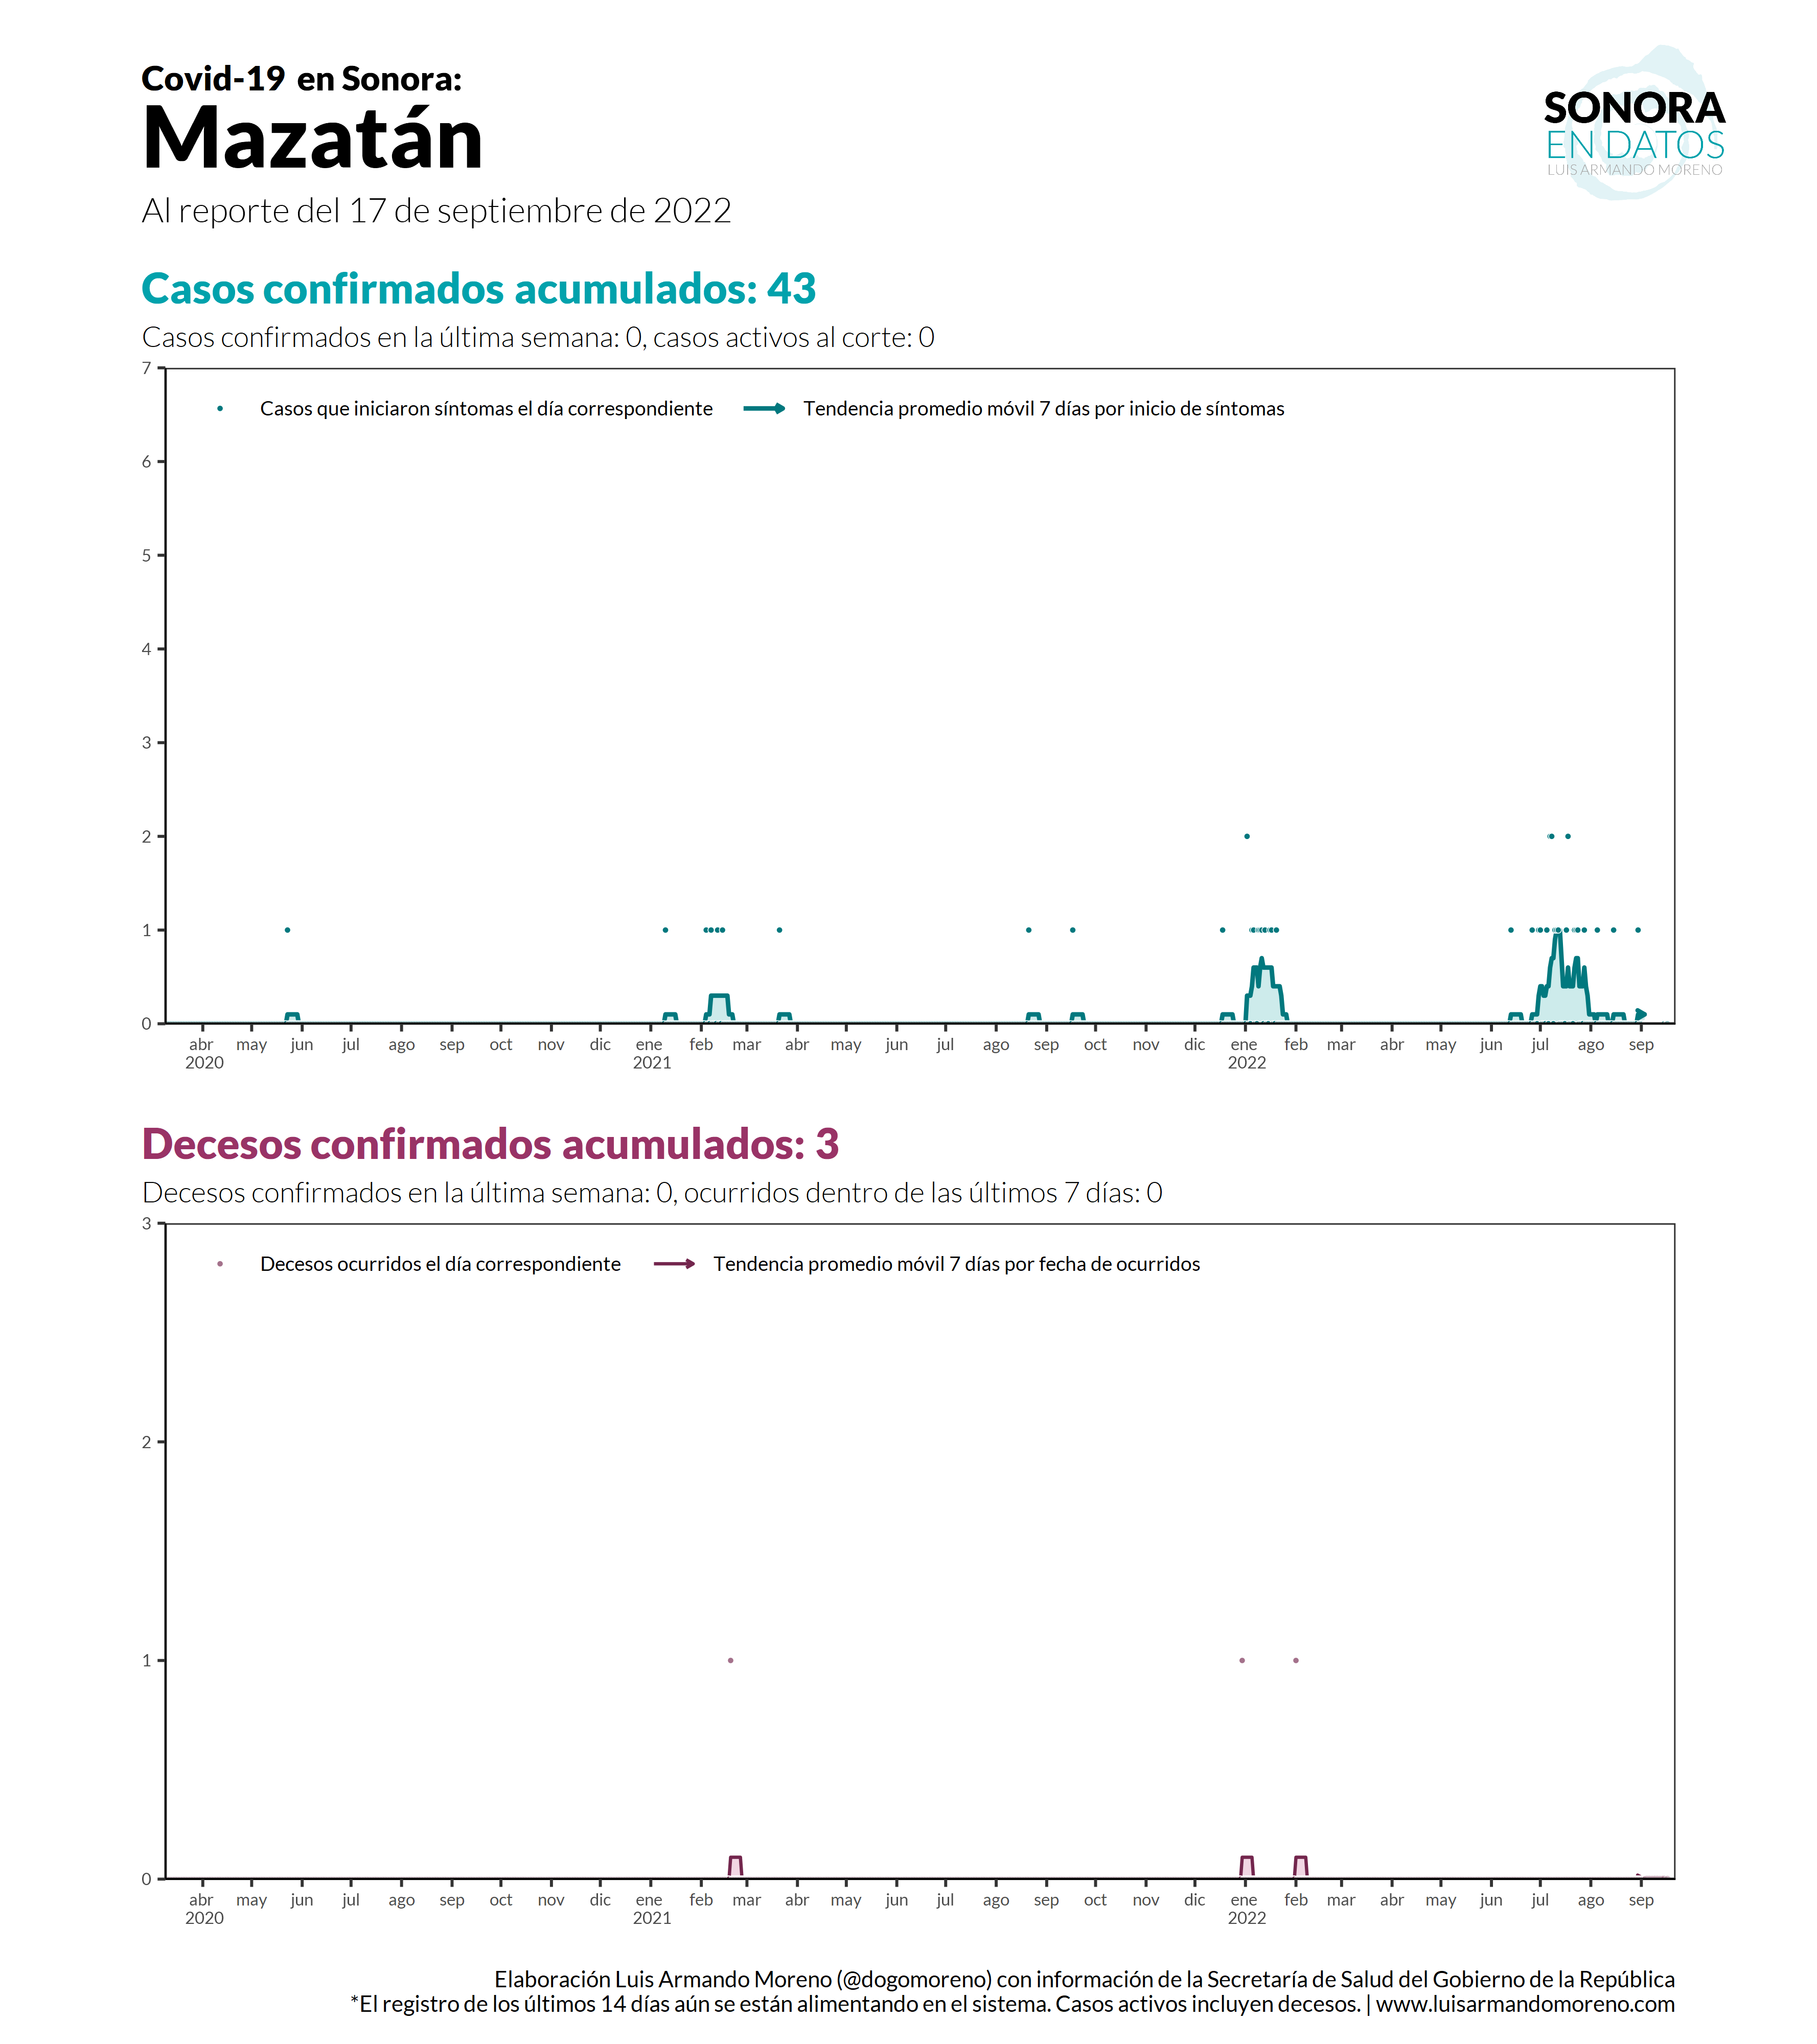 Covid-19 en Sonora:
Mazatán
Al reporte del 17 de septiembre de 2022
SONORA
EN DATOS
LUIS ARMANDO MORENO
Casos confirmados acumulados: 43
Casos confirmados en la última semana: 0, casos activos al corte: 0
Casos que iniciaron síntomas el día correspondiente Tendencia promedio móvil 7 días por inicio de síntomas
7
6
5
4
3
2
1
0
abr may jun jul ago sep oct nov dic ene feb mar abr may jun jul ago sep oct nov dic ene feb mar abr may jun jul ago sep
2020 2021 2022
Decesos confirmados acumulados: 3
Decesos confirmados en la última semana: 0, ocurridos dentro de las últimos 7 días: 0
Decesos ocurridos el día correspondiente Tendencia promedio móvil 7 días por fecha de ocurridos
3
2
1
0
abr may jun jul ago sep oct nov dic ene feb mar abr may jun jul ago sep oct nov dic ene feb mar abr may jun jul ago sep
2020 2021 2022
Elaboración Luis Armando Moreno (@dogomoreno) con información de la Secretaría de Salud del Gobierno de la República
*El registro de los últimos 14 días aún se están alimentando en el sistema. Casos activos incluyen decesos. | www.luisarmandomoreno.com